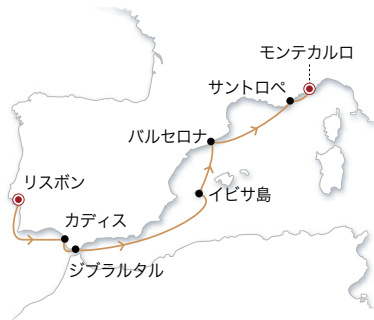 モンテカルロ
サントロペ
バルセロナ
リスボン
イビサ島
カディス
ジブラルタル